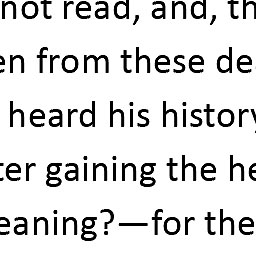 not read, and, th
en from these de
heard his history
ter gaining the he
eaning?—for the